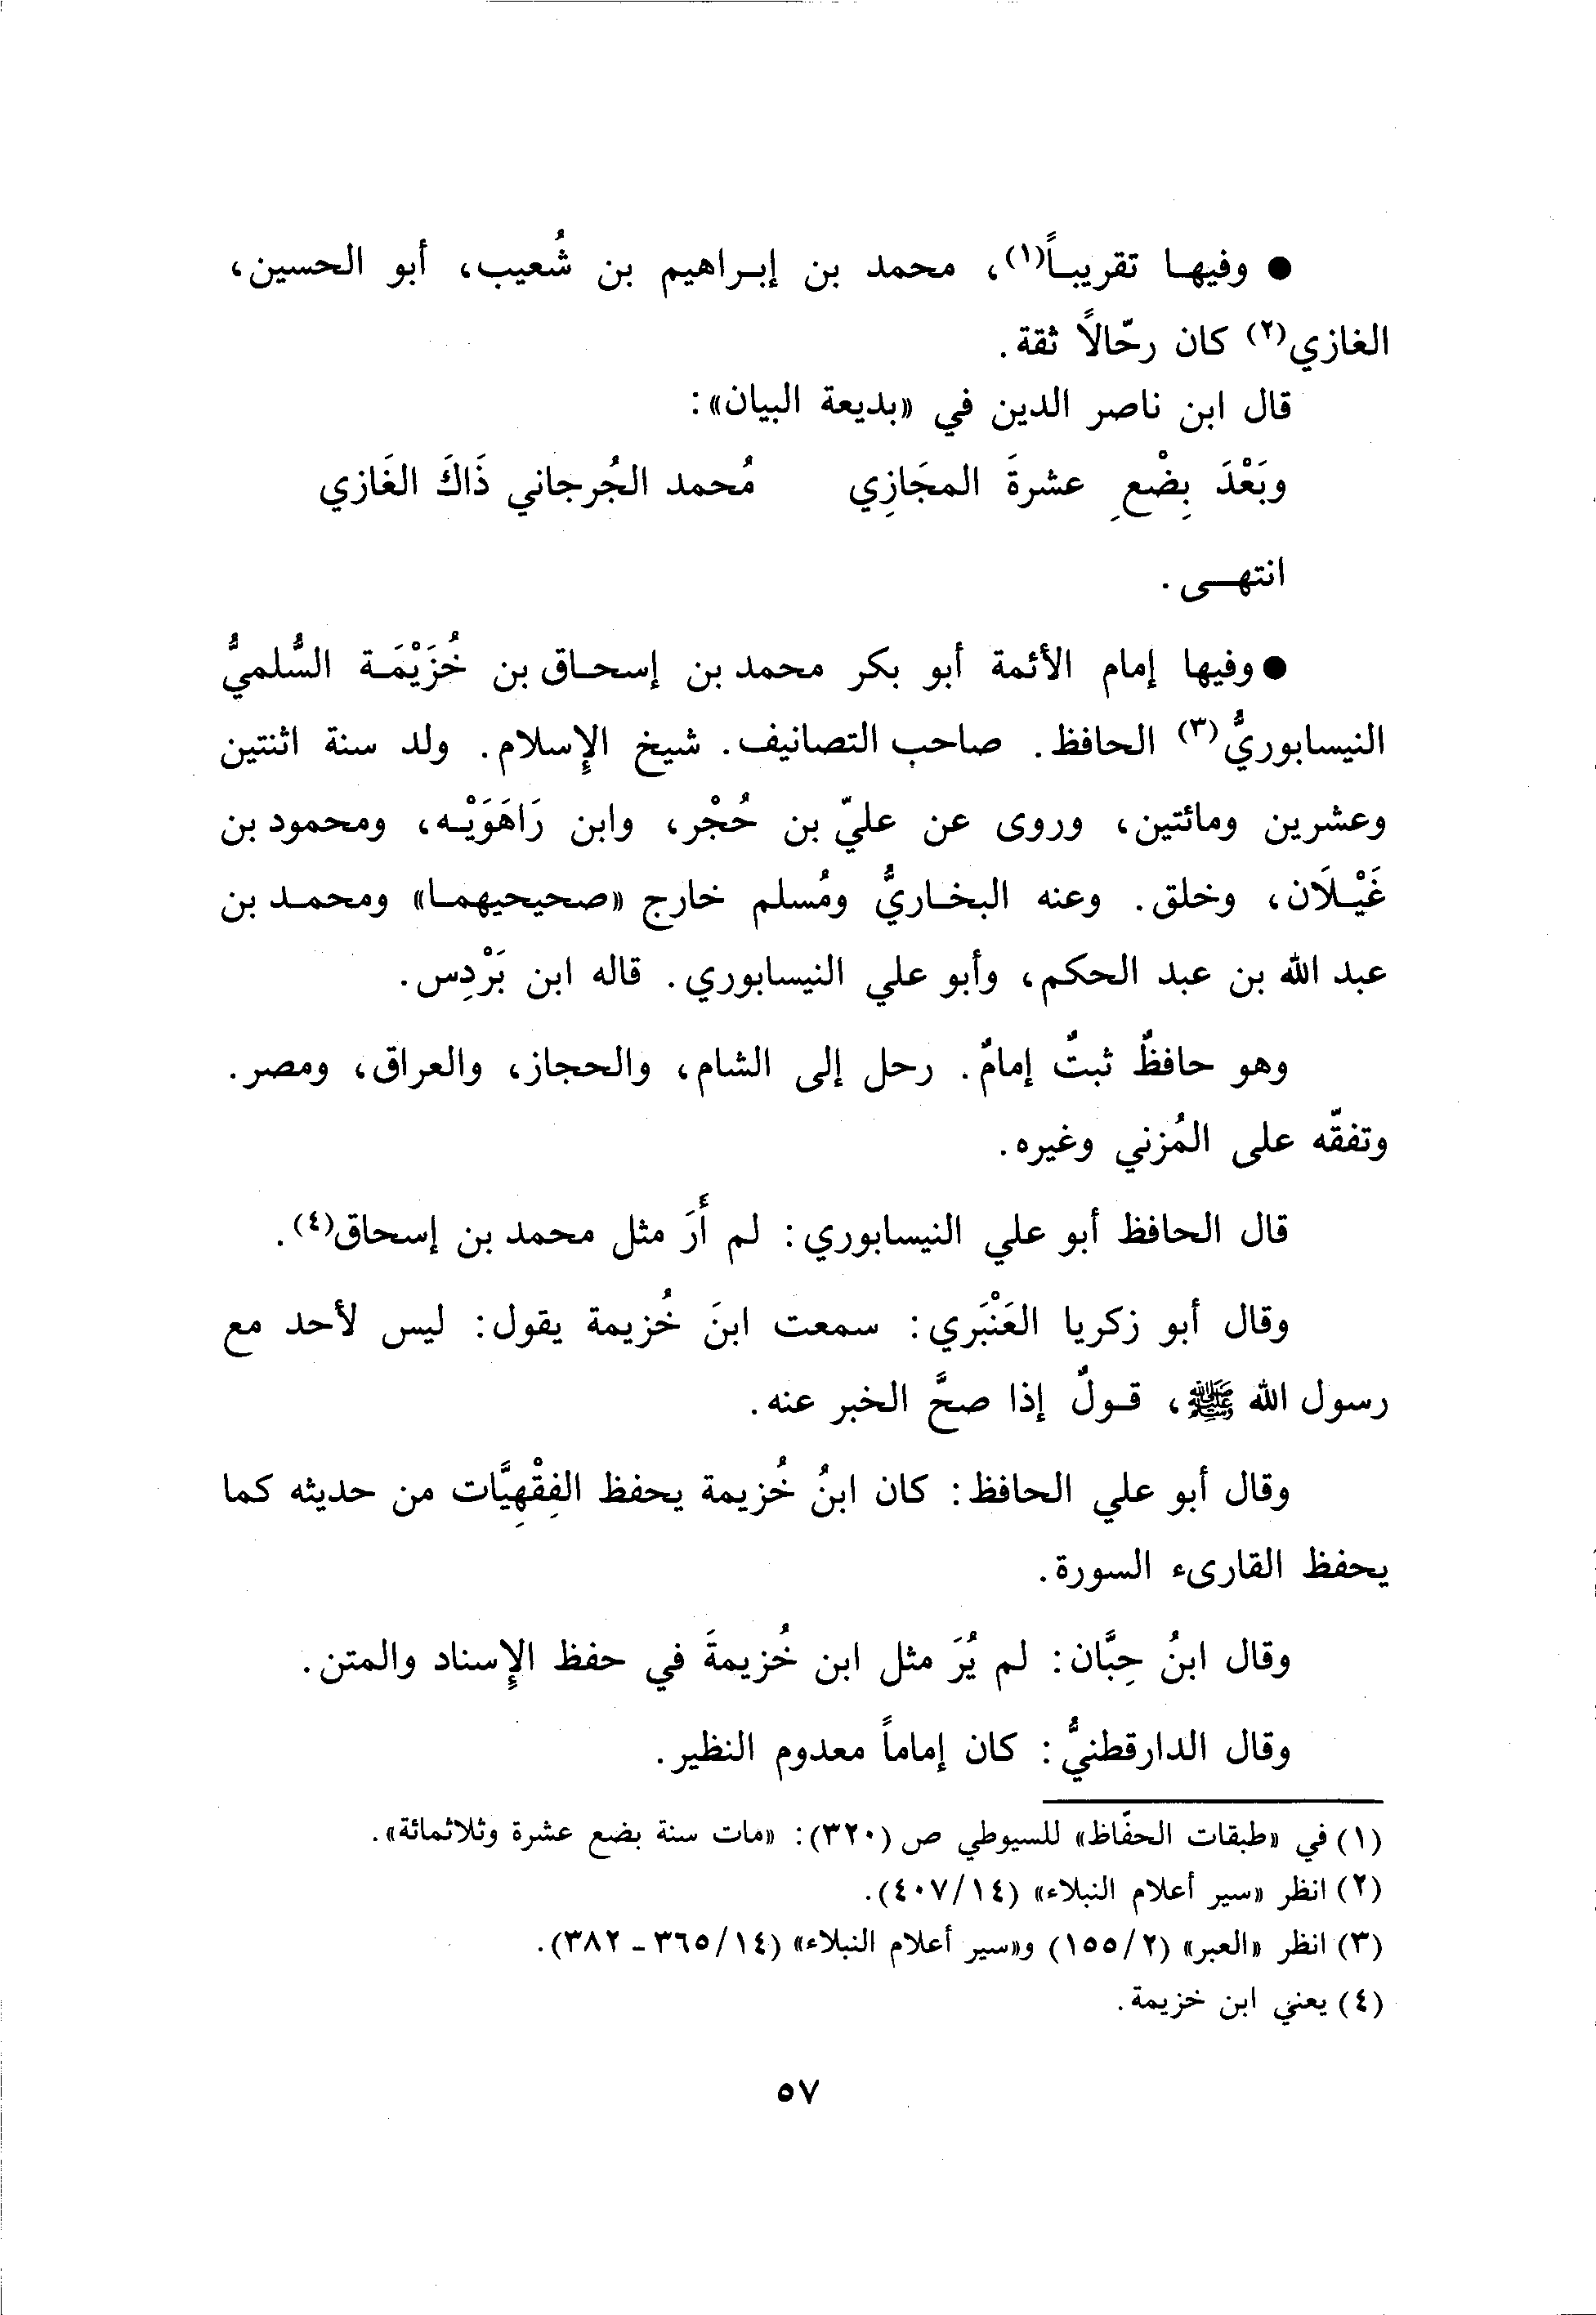 ● وفيها تقريباً(١)، محمد بن إبراهيم بن شُعيب، أبو الحسين،
الغازي(٢) كان رحّالاً ثقة.
قال ابن ناصر الدين في «بديعة البيان»:
وبَعْدَ بِضْعِ عشرةَ المجَازِي مُحمد الجُرجاني ذَاكَ الغَازي
انتهى.
● وفيها إمام الأئمة أبو بكر محمد بن إسحاق بن خُزَيْمَة السُّلميُّ
النيسابوريُّ(٣) الحافظ. صاحب التصانيف. شيخ الإِسلام. ولد سنة اثنتين
وعشرين ومائتين، وروى عن عليّ بن حُجْر، وابن رَاهَوَيْه، ومحمود بن
غَيْلَان، وخلق. وعنه البخاريُّ ومُسلم خارج «صحيحيهما» ومحمد بن
عبد الله بن عبد الحكم، وأبو علي النيسابوري. قاله ابن بَرْدِس.
وهو حافظٌ ثبتٌ إمامٌ. رحل إلى الشام، والحجاز، والعراق، ومصر.
وتفقّه على المُزني وغيره.
قال الحافظ أبو علي النيسابوري: لم أَرَ مثل محمد بن إسحاق(٤).
وقال أبو زكريا العَنْبَري: سمعت ابنَ خُزيمة يقول: ليس لأحد مع
رسول الله ﷺ، قولٌ إذا صحَّ الخبر عنه.
وقال أبو علي الحافظ: كان ابنُ خُزيمة يحفظ الفِقْهِيَّات من حديثه كما
يحفظ القارىء السورة.
وقال ابنُ حِبَّان: لم يُرَ مثل ابن خُزيمةَ في حفظ الإِسناد والمتن.
وقال الدارقطنيُّ: كان إماماً معدوم النظير.
(١) في «طبقات الحفّاظ» للسيوطي ص (٣٢٠): «مات سنة بضع عشرة وثلاثمائة».
(٢) انظر «سير أعلام النبلاء» (١٤/٤٠٧).
(٣) انظر «العبر» (٢/١٥٥) و«سير أعلام النبلاء» (١٤/٣٦٥ ـ ٣٨٢).
(٤) يعني ابن خزيمة.
٥٧